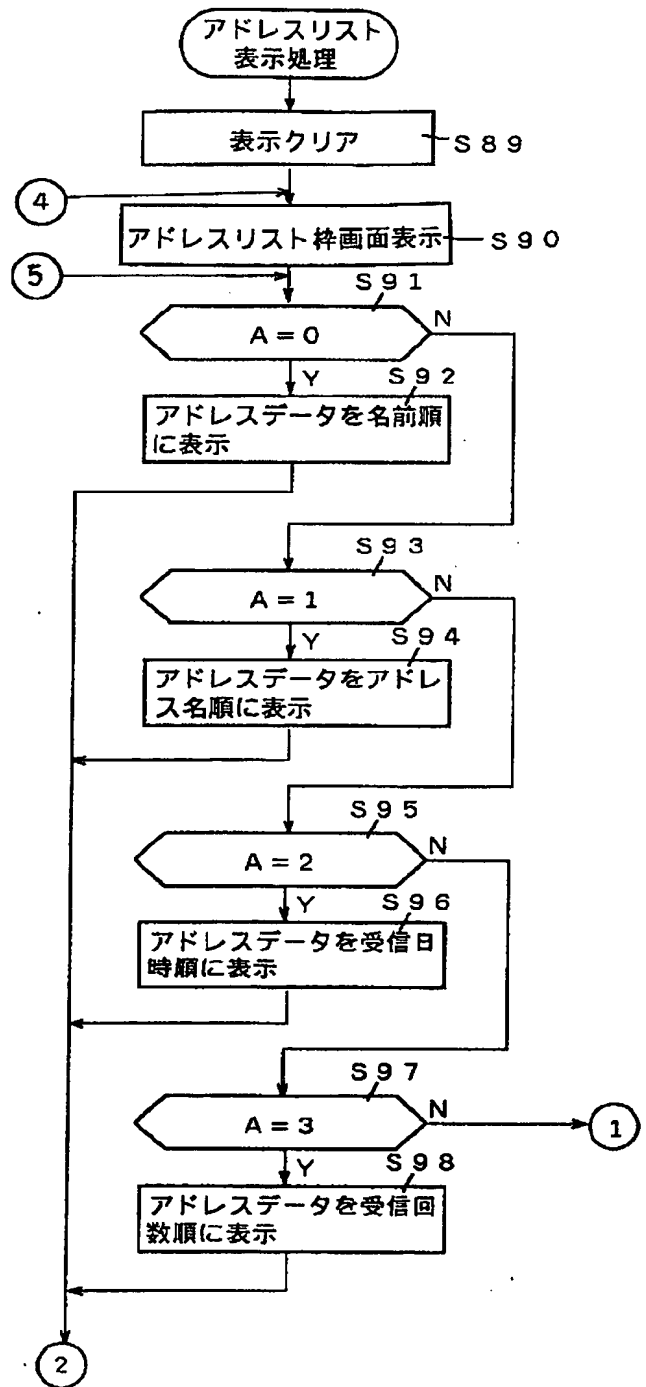 アドレスリスト
表示処理
表示クリア
S89
4
アドレスリスト枠画面表示
S90
5
S91
A=0
N
Y
S92
アドレスデータを名前順
に表示
S93
A=1
N
Y
S94
アドレスデータをアドレ
ス名順に表示
S95
A=2
N
Y
S96
アドレスデータを受信日
時順に表示
S97
A=3
N
1
Y
S98
アドレスデータを受信回
数順に表示
2